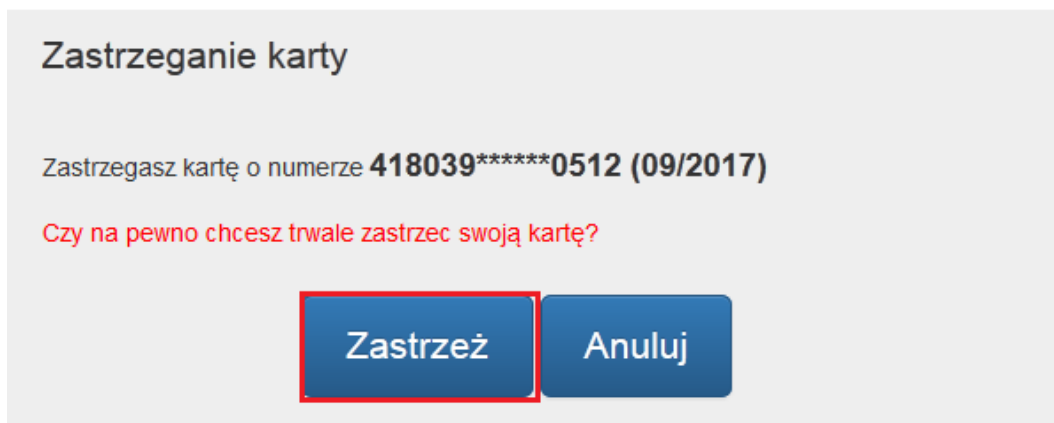 Zastrzeganie karty
Zastrzegasz kartę o numerze 418039******0512 (09/2017)
Czy na pewno chcesz trwale zastrzec swoją kartę?
Zastrzeż Anuluj